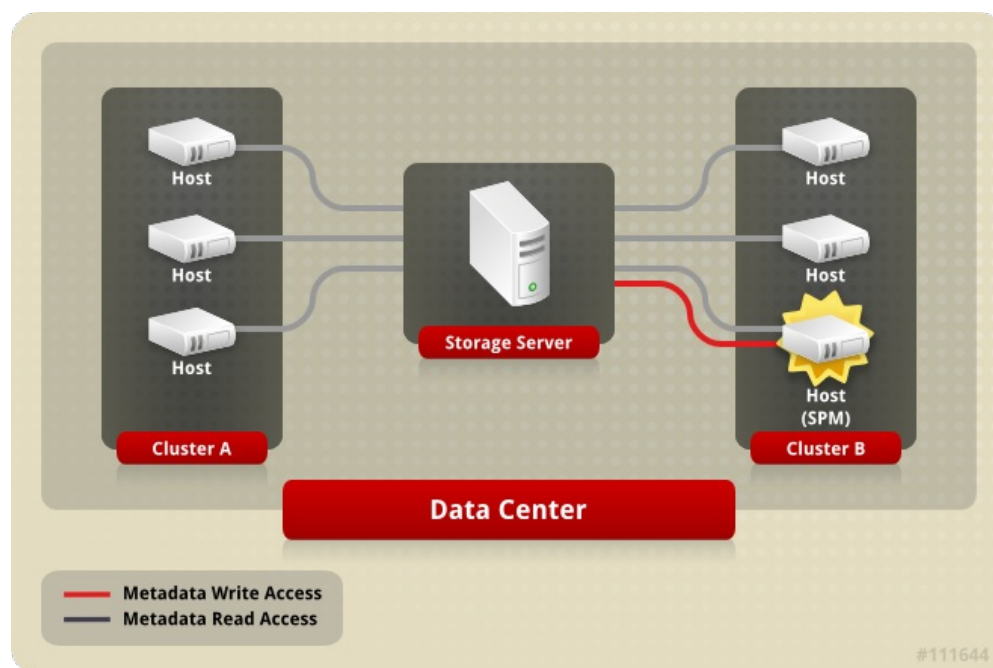 Host
Host
Host
Cluster A
Storage Server
Host
Host
Host
(SPM)
Cluster B
Data Center
Metadata Write Access
Metadata Read Access
#111644